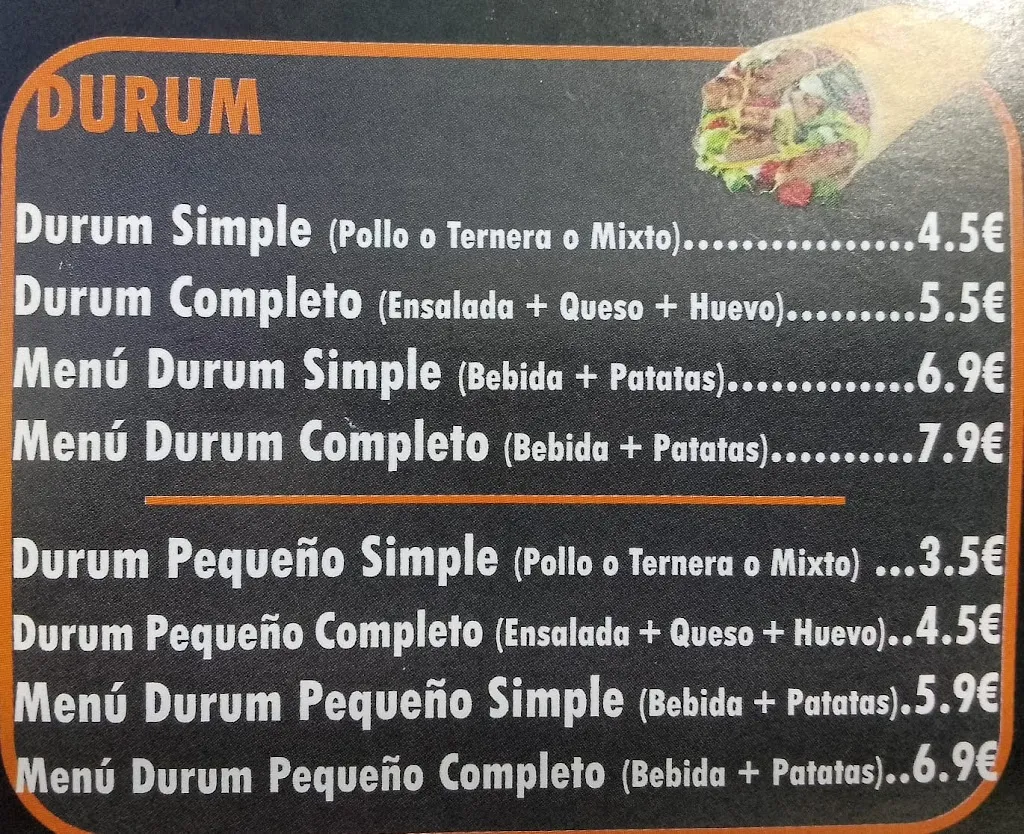 DURUM
Durum Simple (Pollo o Ternera o Mixto)................4.5€
Durum Completo (Ensalada + Queso + Huevo).........5.5€
Menú Durum Simple (Bebida + Patatas).............6.9€
Menú Durum Completo (Bebida + Patatas)..........7.9€
Durum Pequeño Simple (Pollo o Ternera o Mixto) ...3.5€
Durum Pequeño Completo (Ensalada + Queso + Huevo)..4.5€
Menú Durum Pequeño Simple (Bebida + Patatas).5.9€
Menú Durum Pequeño Completo (Bebida + Patatas)..6.9€